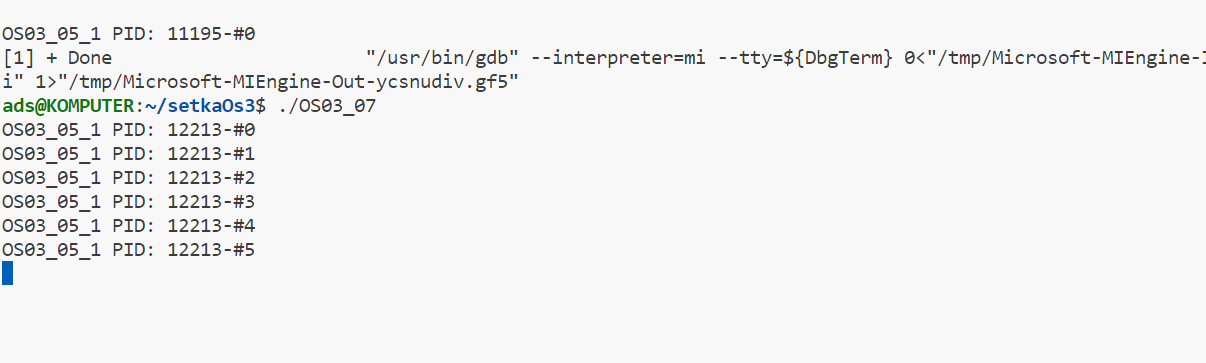 OS03_05_1 PID: 11195-#0
[1] + Done                       "/usr/bin/gdb" --interpreter=mi --tty=${DbgTerm} 0<"/tmp/Microsoft-MIEngine-I
i" 1>"/tmp/Microsoft-MIEngine-Out-ycsnudiv.gf5"
ads@KOMPUTER:~/setkaOs3$ ./OS03_07
OS03_05_1 PID: 12213-#0
OS03_05_1 PID: 12213-#1
OS03_05_1 PID: 12213-#2
OS03_05_1 PID: 12213-#3
OS03_05_1 PID: 12213-#4
OS03_05_1 PID: 12213-#5